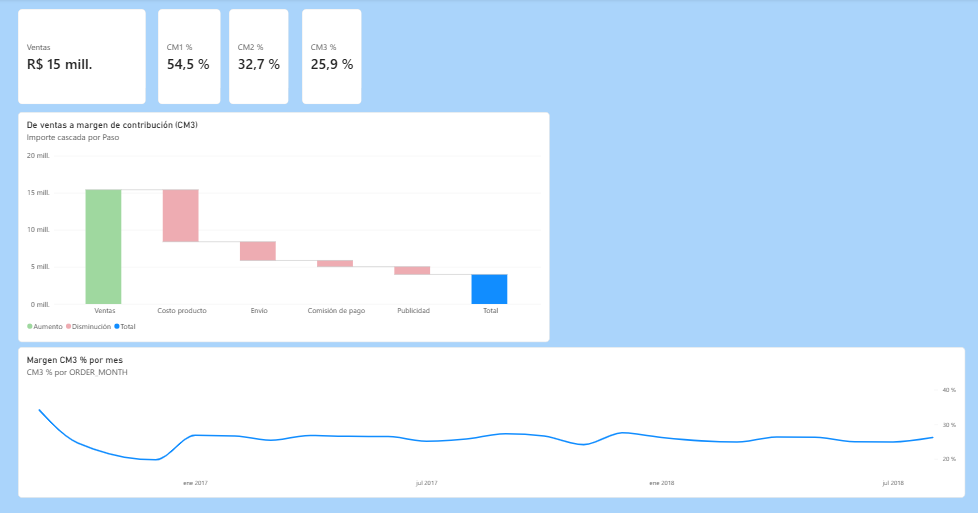 Ventas
R$ 15 mill.
CM1 %
54,5 %
CM2 %
32,7 %
CM3 %
25,9 %
De ventas a margen de contribución (CM3)
Importe cascada por Paso
20 mill.
15 mill.
10 mill.
5 mill.
0 mill.
Ventas Costo producto Envío Comisión de pago Publicidad Total
Aumento Disminución Total
Margen CM3 % por mes
CM3 % por ORDER_MONTH
40 %
30 %
20 %
ene 2017 jul 2017 ene 2018 jul 2018